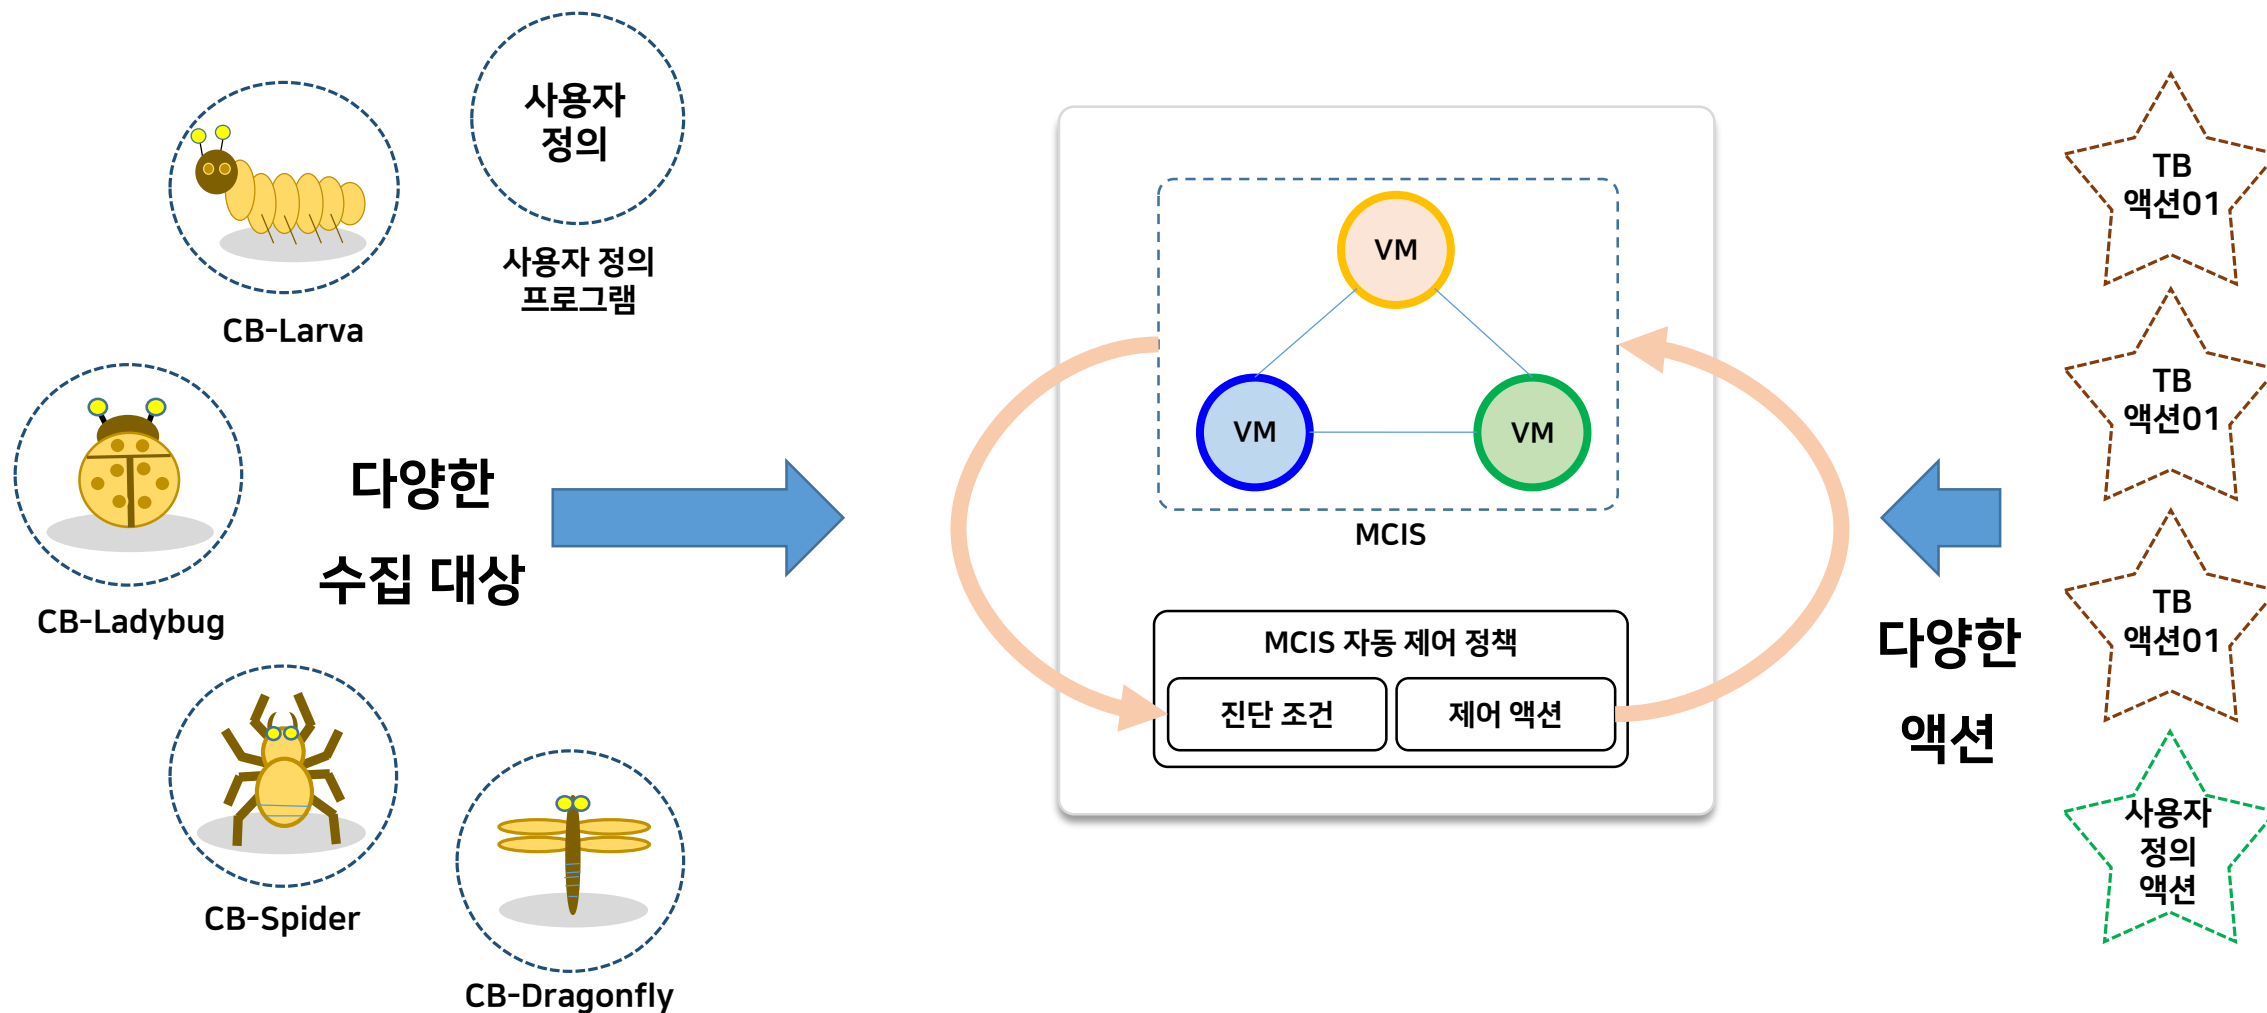 사용자
정의
사용자 정의
프로그램
CB-Larva
CB-Ladybug
다양한
수집 대상
CB-Spider
CB-Dragonfly
VM
VM
VM
MCIS
MCIS 자동 제어 정책
진단 조건
제어 액션
다양한
액션
TB
액션01
TB
액션01
TB
액션01
사용자
정의
액션